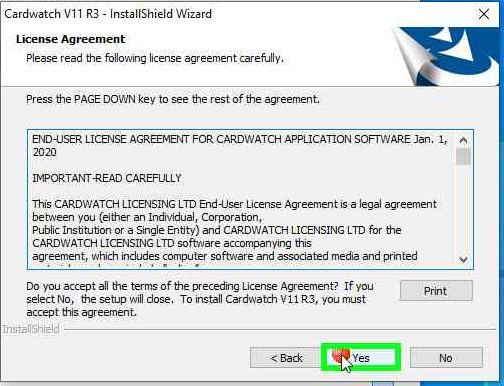 Cardwatch V11 R3 - InstallShield Wizard
License Agreement
Please read the following license agreement carefully.
Press the PAGE DOWN key to see the rest of the agreement.
END-USER LICENSE AGREEMENT FOR CARDWATCH APPLICATION SOFTWARE Jan. 1,
2020
IMPORTANT-READ CAREFULLY
This CARDWATCH LICENSING LTD End-User License Agreement is a legal agreement
between you (either an Individual, Corporation,
Public Institution or a Single Entity) and CARDWATCH LICENSING LTD for the
CARDWATCH LICENSING LTD software accompanying this
agreement, which includes computer software and associated media and printed
Do you accept all the terms of the preceding License Agreement? If you
select No, the setup will close. To install Cardwatch V11 R3, you must
accept this agreement.
Print
InstallShield
< Back
Yes
No